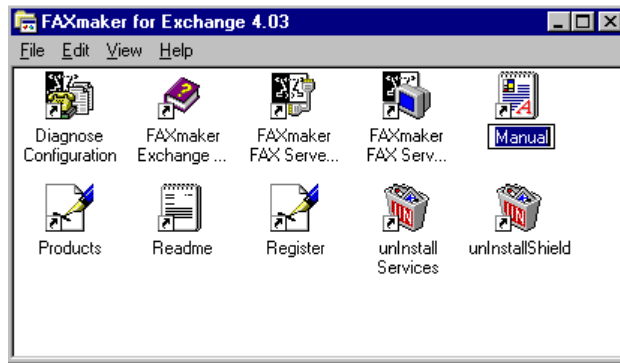 FAXmaker for Exchange 4.03
File Edit View Help
Diagnose
Configuration
FAXmaker
Exchange ...
FAXmaker
FAX Serve...
FAXmaker
FAX Serv...
Manual
Products
Readme
Register
unInstall
Services
unInstallShield